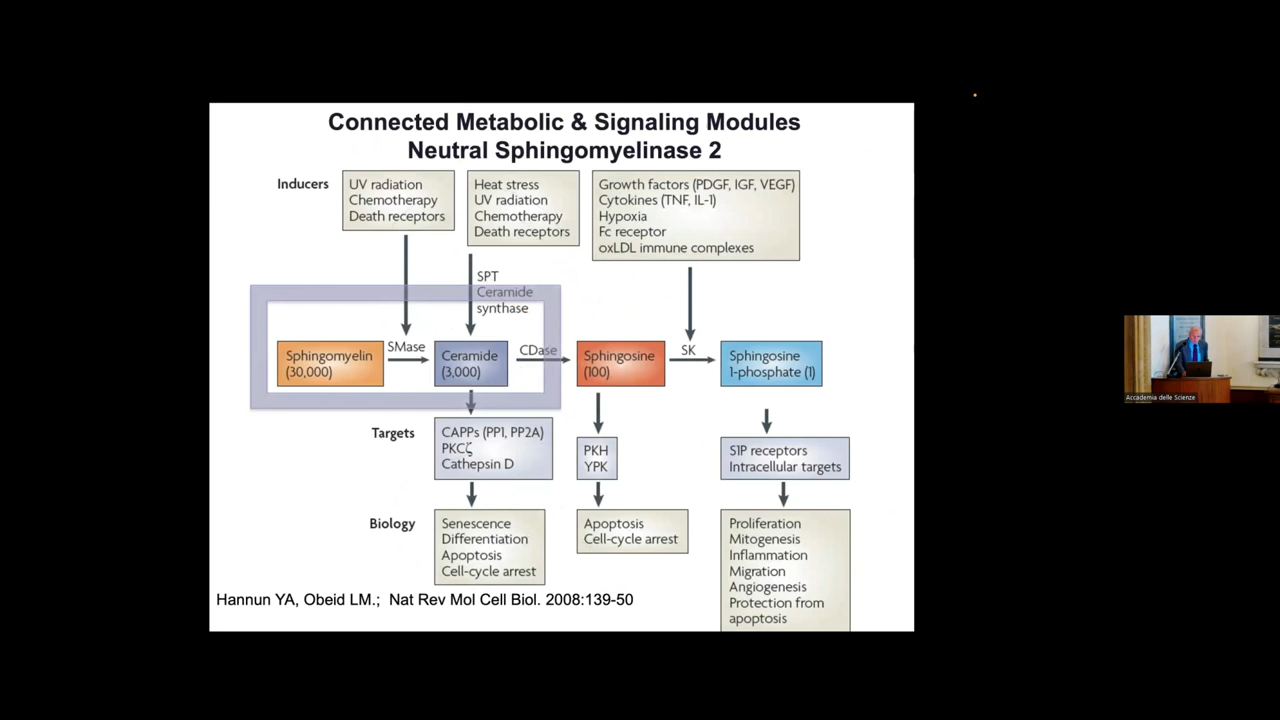 Connected Metabolic & Signaling Modules
Neutral Sphingomyelinase 2
Inducers
UV radiation
Chemotherapy
Death receptors
Heat stress
UV radiation
Chemotherapy
Death receptors
Growth factors (PDGF, IGF, VEGF)
Cytokines (TNF, IL-1)
Hypoxia
Fc receptor
oxLDL immune complexes
SPT
Ceramide
synthase
Sphingomyelin
(30,000)
SMase
Ceramide
(3,000)
CDase
Sphingosine
(100)
SK
Sphingosine
1-phosphate (1)
Targets
CAPPs (PP1, PP2A)
PKCζ
Cathepsin D
PKH
YPK
S1P receptors
Intracellular targets
Biology
Senescence
Differentiation
Apoptosis
Cell-cycle arrest
Apoptosis
Cell-cycle arrest
Proliferation
Mitogenesis
Inflammation
Migration
Angiogenesis
Protection from
apoptosis
Hannun YA, Obeid LM.; Nat Rev Mol Cell Biol. 2008:139-50
Accademia delle Scienze